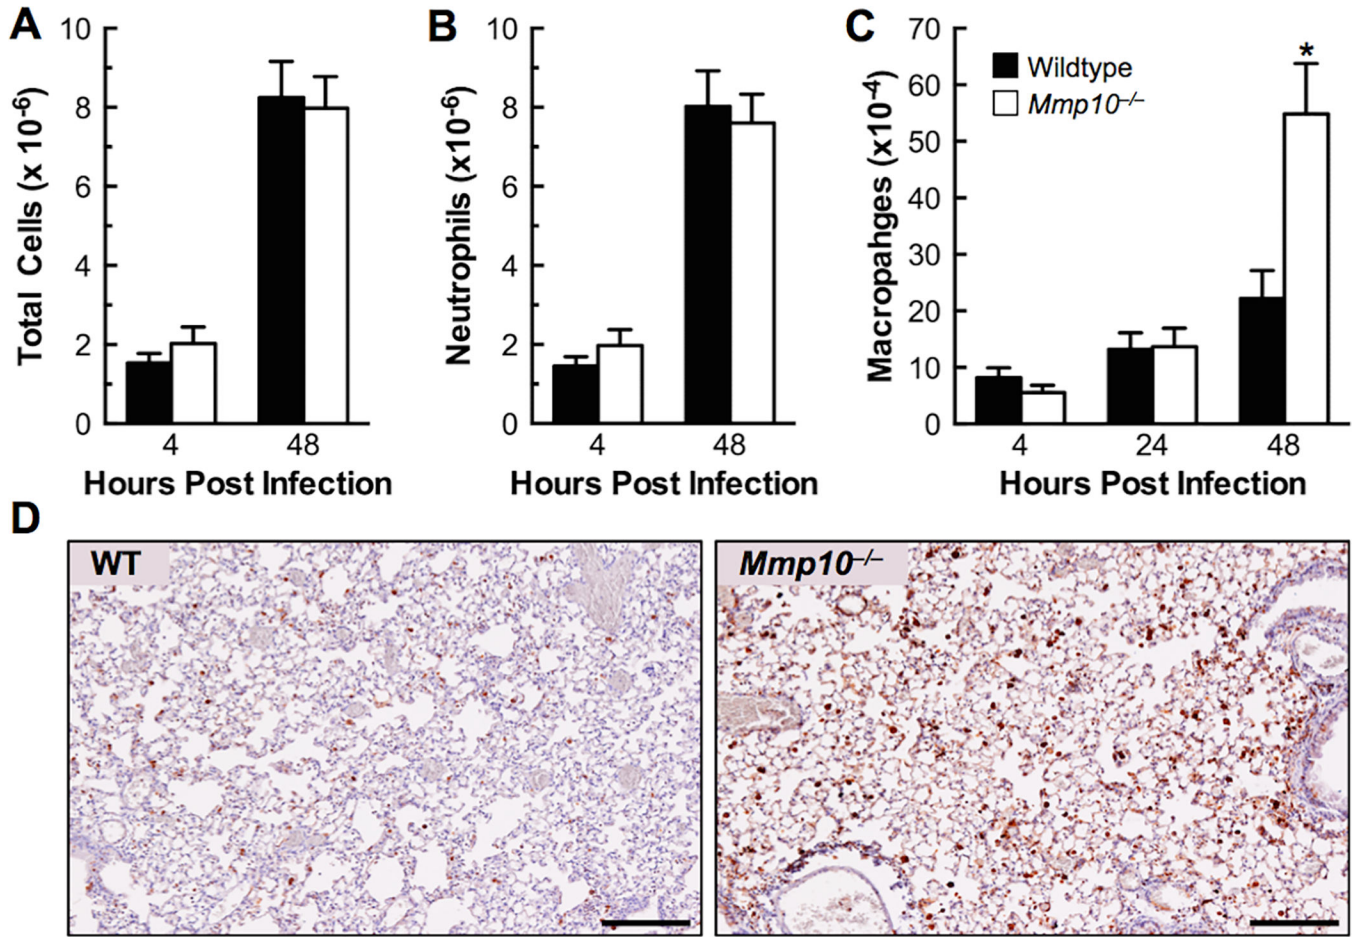 A
Total Cells (x 10-6)
10
8
6
4
2
0
4 48
Hours Post Infection
B
Neutrophils (x10-6)
10
8
6
4
2
0
4 48
Hours Post Infection
C
Macropahges (x10-4)
70
60
50
40
30
20
10
0
Wildtype
Mmp10–/–
*
4 24 48
Hours Post Infection
D
WT
Mmp10–/–